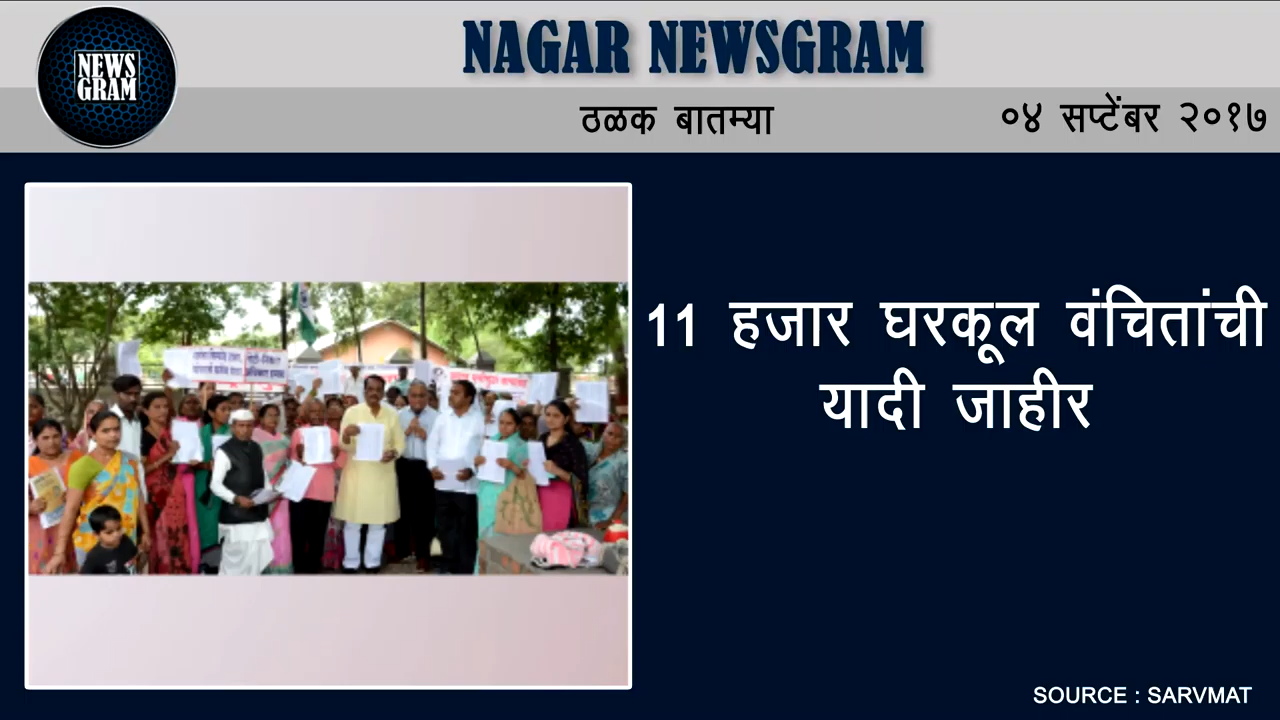 NEWS
GRAM
NAGAR NEWSGRAM
ठळक बातम्या
०४ सप्टेंबर २०१७
11 हजार घरकूल वंचितांची
यादी जाहीर
SOURCE : SARVMAT